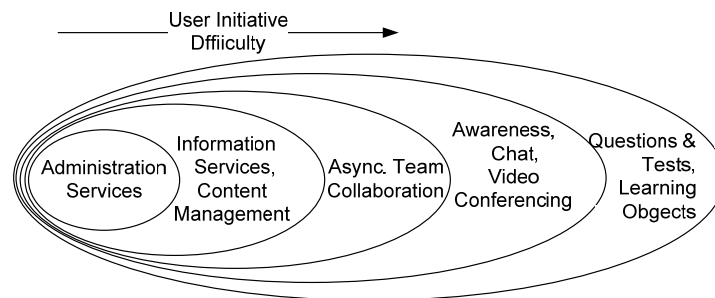 User Initiative
Dffiiculty
Administration
Services
Information
Services,
Content
Management
Async. Team
Collaboration
Awareness,
Chat,
Video
Conferencing
Questions &
Tests,
Learning
Obgects